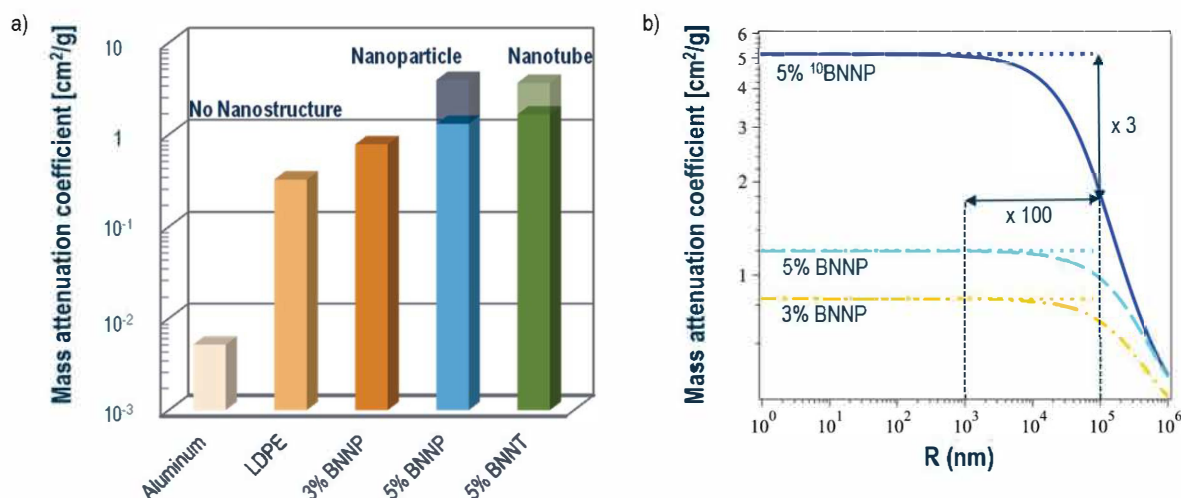 a)
Mass attenuation coefficient [cm²/g]
10
1
10⁻¹
10⁻²
10⁻³
No Nanostructure
Nanoparticle
Nanotube
Aluminum
LDPE
3% BNNP
5% BNNP
5% BNNT
b)
Mass attenuation coefficient [cm²/g]
6
5
4
3
2
1
5% ¹⁰BNNP
x 3
x 100
5% BNNP
3% BNNP
10⁰ 10¹ 10² 10³ 10⁴ 10⁵ 10⁶
R (nm)